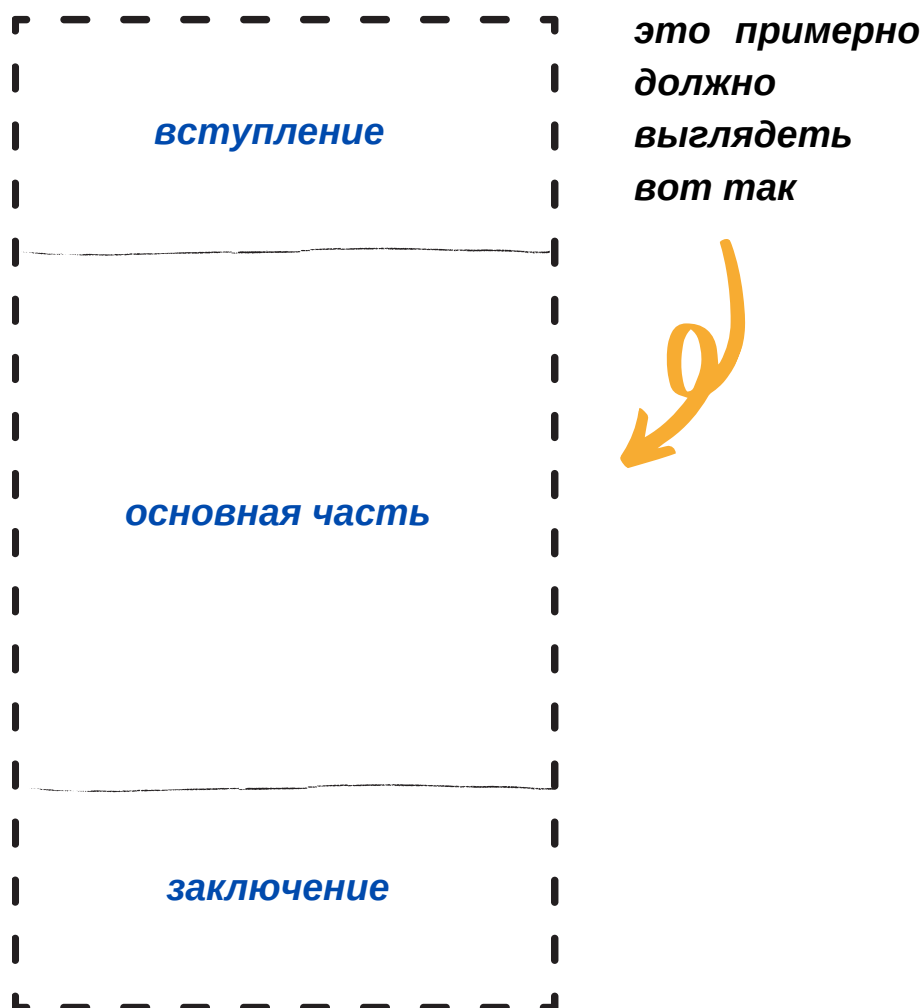 это примерно
должно
выглядеть
вот так
вступление
основная часть
заключение